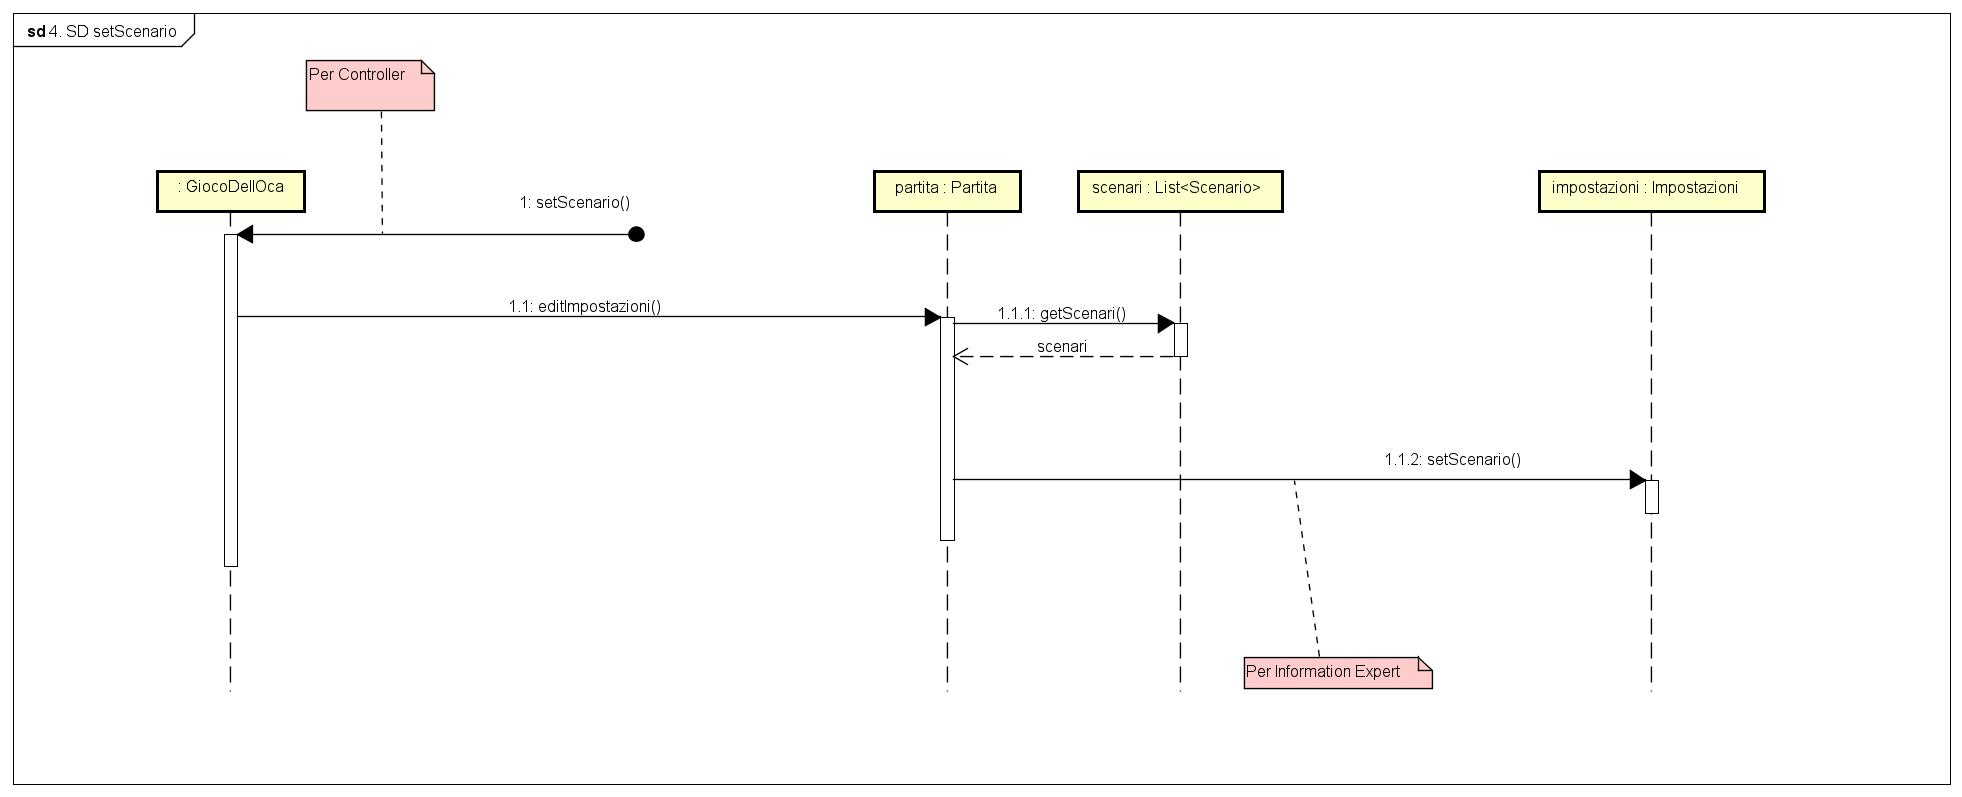 sd 4. SD setScenario
Per Controller
: GiocoDellOca
partita : Partita
scenari : List<Scenario>
impostazioni : Impostazioni
1: setScenario()
1.1: editImpostazioni()
1.1.1: getScenari()
scenari
1.1.2: setScenario()
Per Information Expert